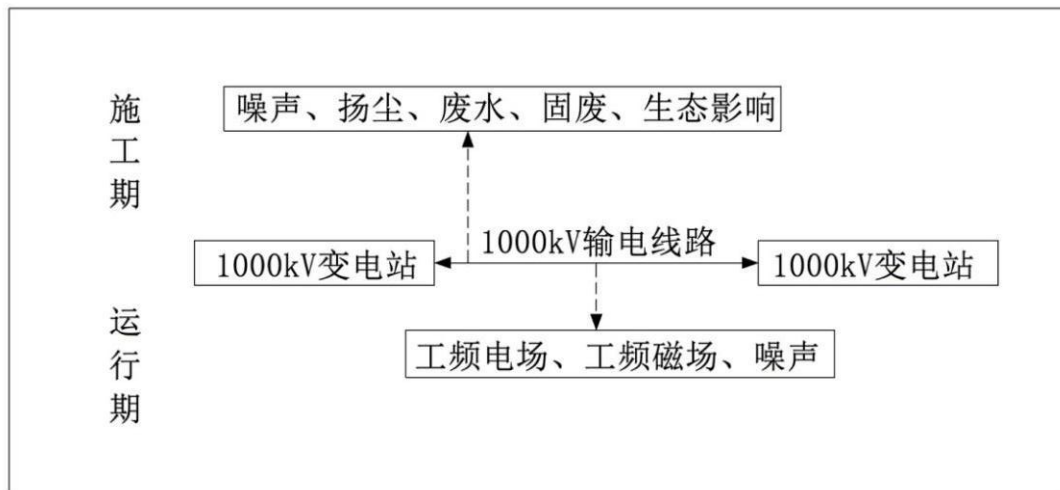 施工期
噪声、扬尘、废水、固废、生态影响
1000kV输电线路
1000kV变电站
1000kV变电站
运行期
工频电场、工频磁场、噪声